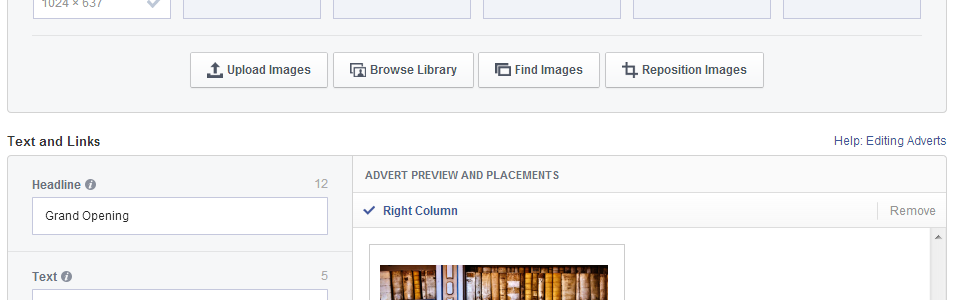 1024 × 637
Upload Images Browse Library Find Images Reposition Images
Text and Links Help: Editing Adverts
Headline 12
ADVERT PREVIEW AND PLACEMENTS
Right Column Remove
Grand Opening
Text 5